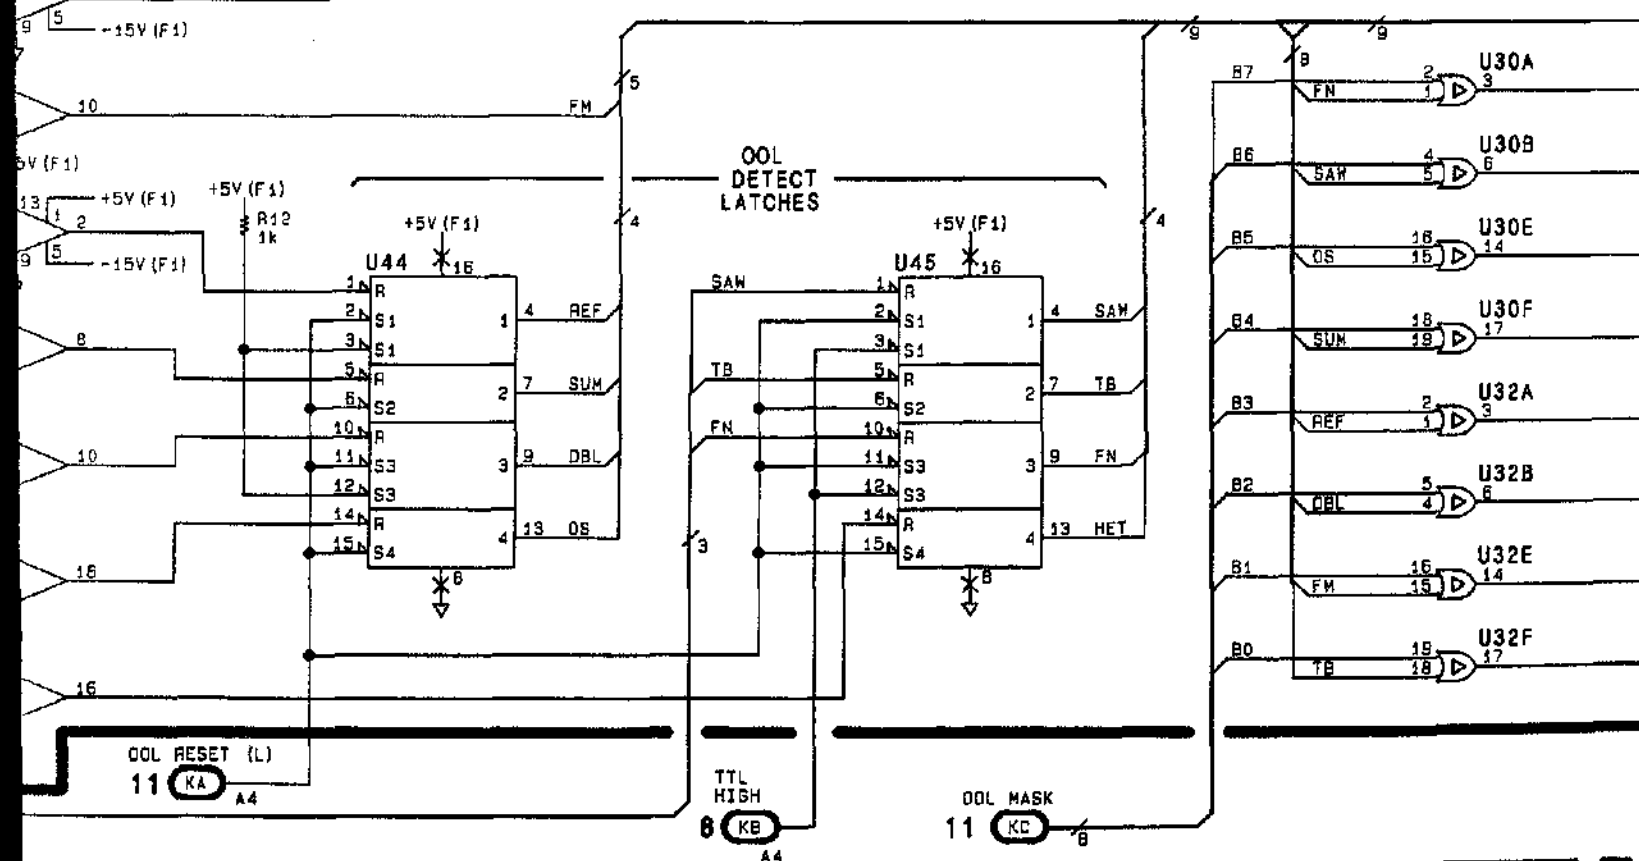 9 5 -15V (F1)
9 9
5
8
10 FM
B7 2 U30A
FN 1 3
5V (F1)
OOL
DETECT
LATCHES
B6 4 U30B
SAW 5 6
13 1 +5V (F1)
2
9 5 -15V (F1)
+5V (F1)
R12
1k
+5V (F1)
4
+5V (F1)
4
B5 16 U30E
OS 15 14
U44 16
1 R
2 S1 1 4 REF
3 S1
5 R
6 S2 2 7 SUM
10 R
11 S3 3 9 DBL
12 S3
14 R
15 S4 4 13 OS
8
U45 16
SAW 1 R
2 S1 1 4 SAW
3 S1
TB 5 R
6 S2 2 7 TB
FN 10 R
11 S3 3 9 FN
12 S3
14 R
15 S4 4 13 HET
3
8
8
10
18
16
B4 18 U30F
SUM 19 17
B3 2 U32A
REF 1 3
B2 5 U32B
DBL 4 6
B1 16 U32E
FM 15 14
B0 19 U32F
TB 18 17
OOL RESET (L)
11 KA
A4
TTL
HIGH
6 KB
A4
OOL MASK
11 KC
8